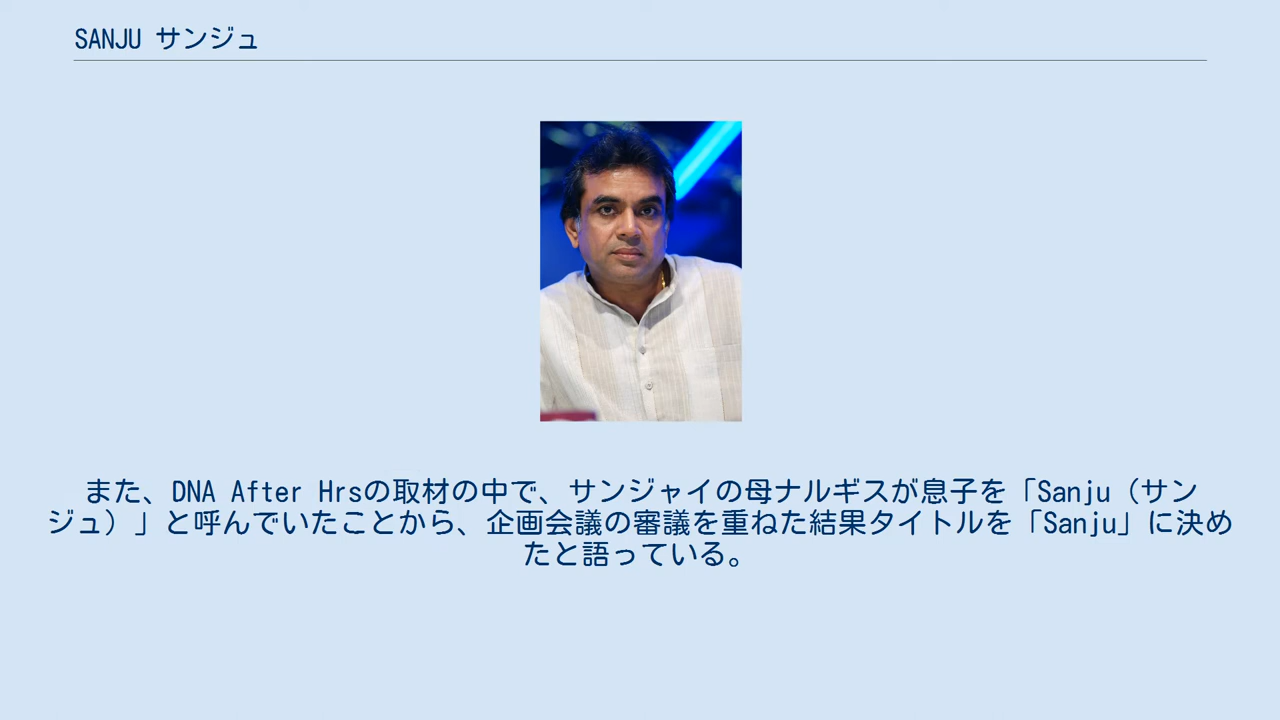 SANJU サンジュ
また、DNA After Hrsの取材の中で、サンジャイの母ナルギスが息子を「Sanju（サン
ジュ）」と呼んでいたことから、企画会議の審議を重ねた結果タイトルを「Sanju」に決め
たと語っている。